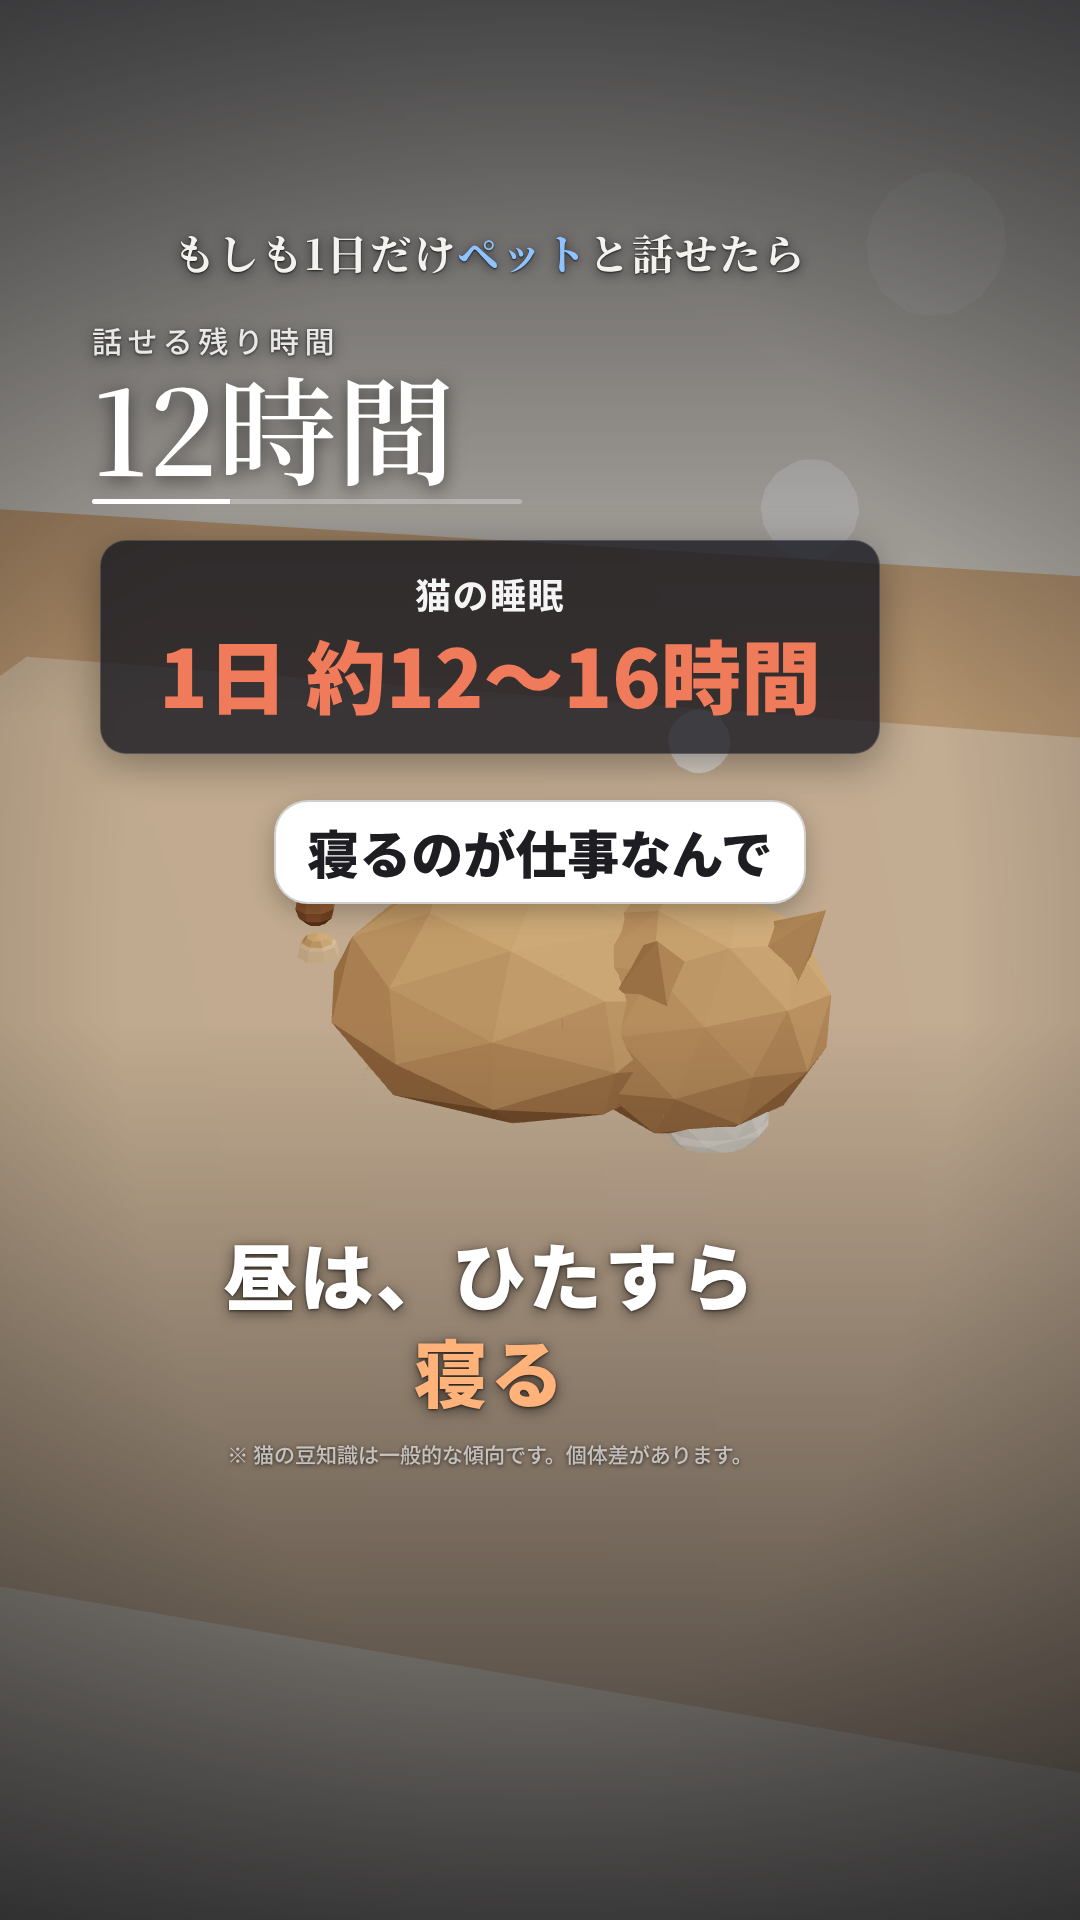 もしも1日だけペットと話せたら
話せる残り時間
12時間
猫の睡眠
1日 約12〜16時間
寝るのが仕事なんで
昼は、ひたすら
寝る
※ 猫の豆知識は一般的な傾向です。個体差があります。